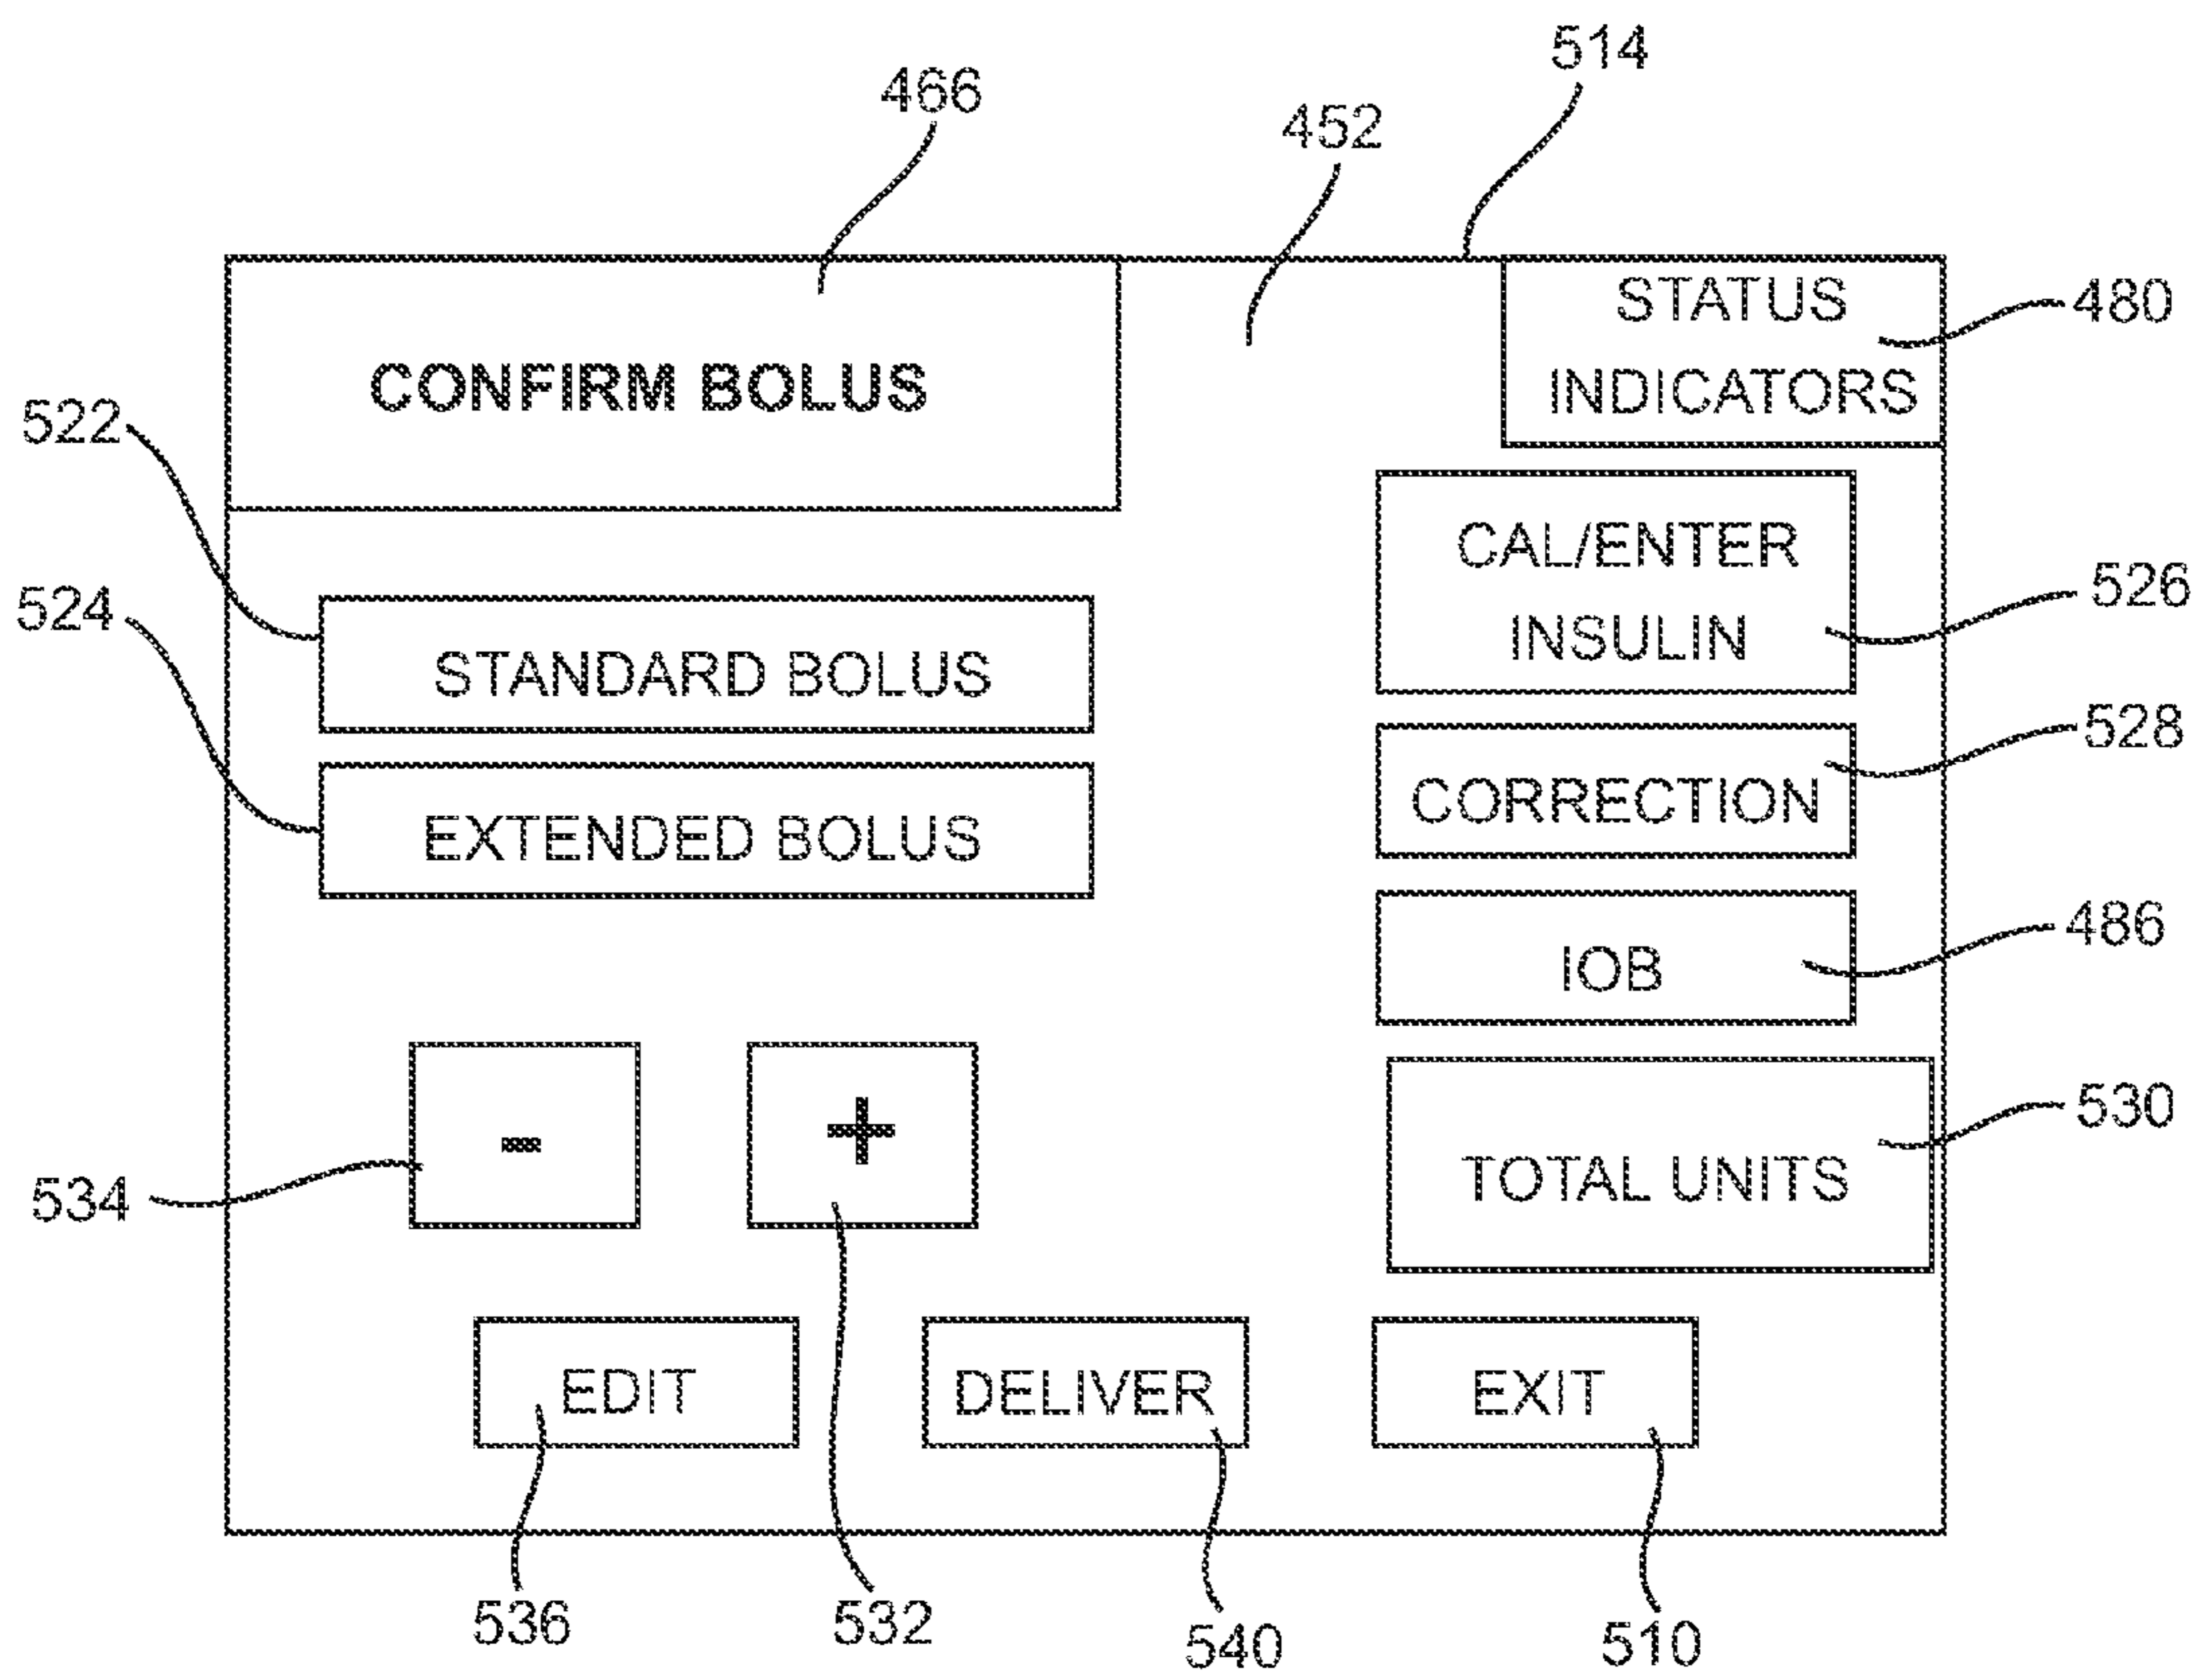 514
466
452
STATUS
INDICATORS
480
CONFIRM BOLUS
522
CAL/ENTER
INSULIN
526
524
STANDARD BOLUS
528
CORRECTION
EXTENDED BOLUS
486
IOB
-
+
530
TOTAL UNITS
534
EDIT
DELIVER
EXIT
536
532
540
510